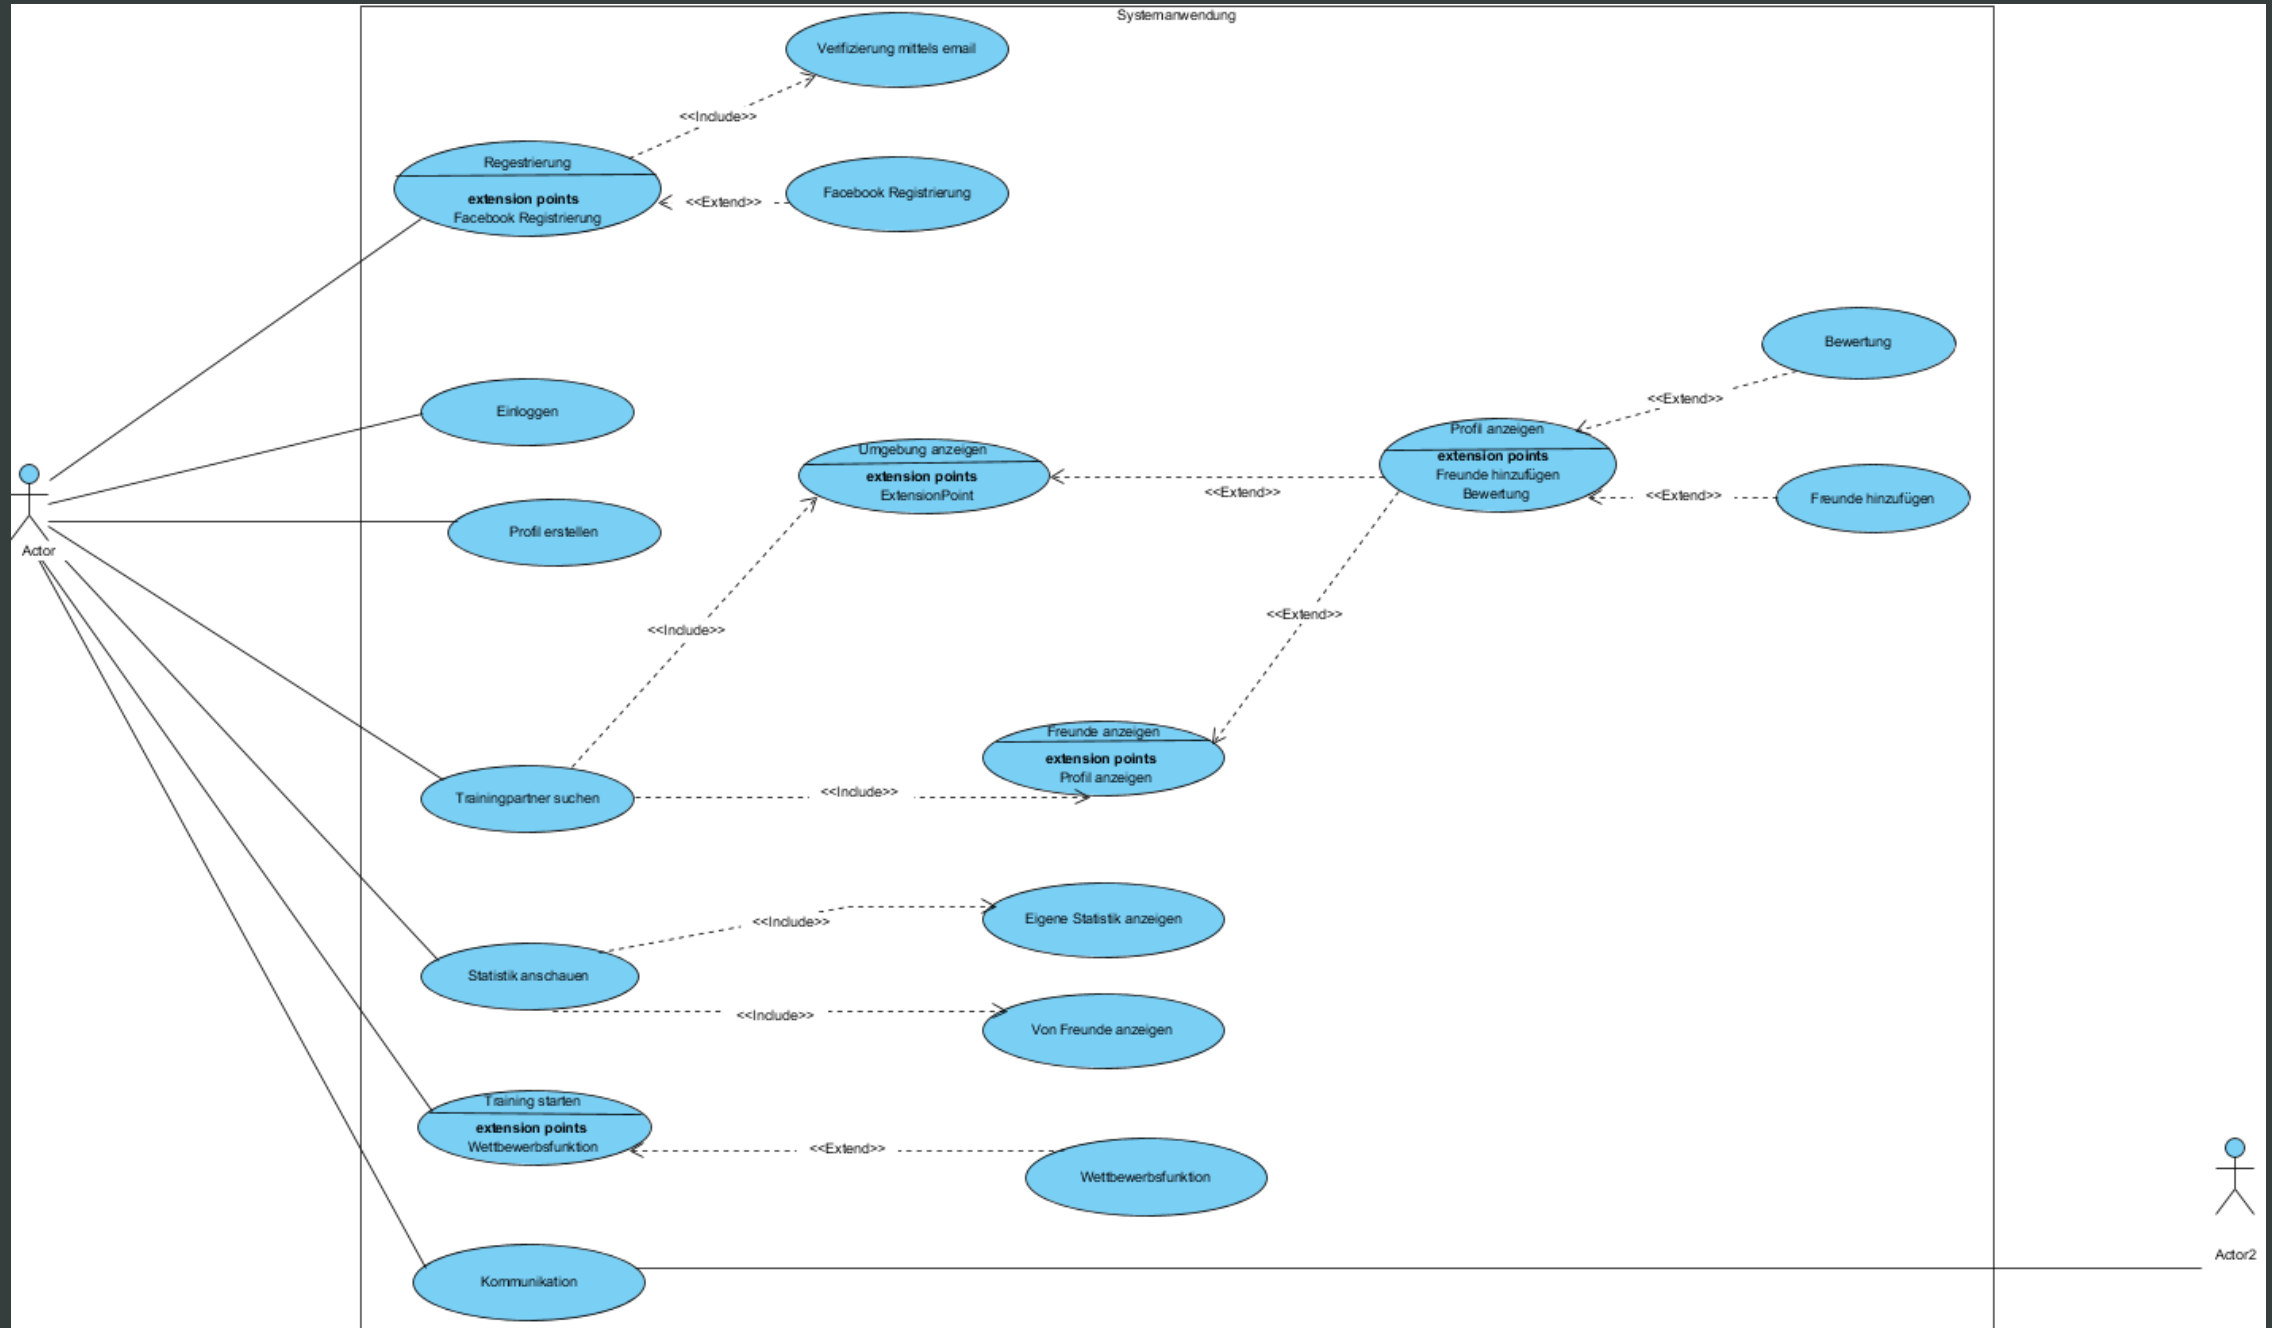 Systemanwendung
Verifizierung mittels email
<<Include>>
Regestrierung
extension points
Facebook Registrierung
<<Extend>>
Facebook Registrierung
Bewertung
<<Extend>>
Einloggen
Umgebung anzeigen
extension points
ExtensionPoint
<<Extend>>
Profil anzeigen
extension points
Freunde hinzufügen
Bewertung
<<Extend>>
Freunde hinzufügen
Actor
Profil erstellen
<<Include>>
<<Extend>>
Freunde anzeigen
extension points
Profil anzeigen
Trainingpartner suchen
<<Include>>
<<Include>>
Eigene Statistik anzeigen
Statistik anschauen
<<Include>>
Von Freunde anzeigen
Training starten
extension points
Wettbewerbsfunktion
<<Extend>>
Wettbewerbsfunktion
Actor2
Kommunikation